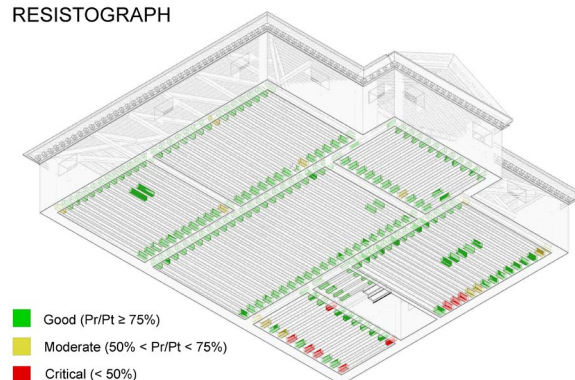 RESISTOGRAPH
Good (Pr/Pt ≥ 75%)
Moderate (50% < Pr/Pt < 75%)
Critical (< 50%)